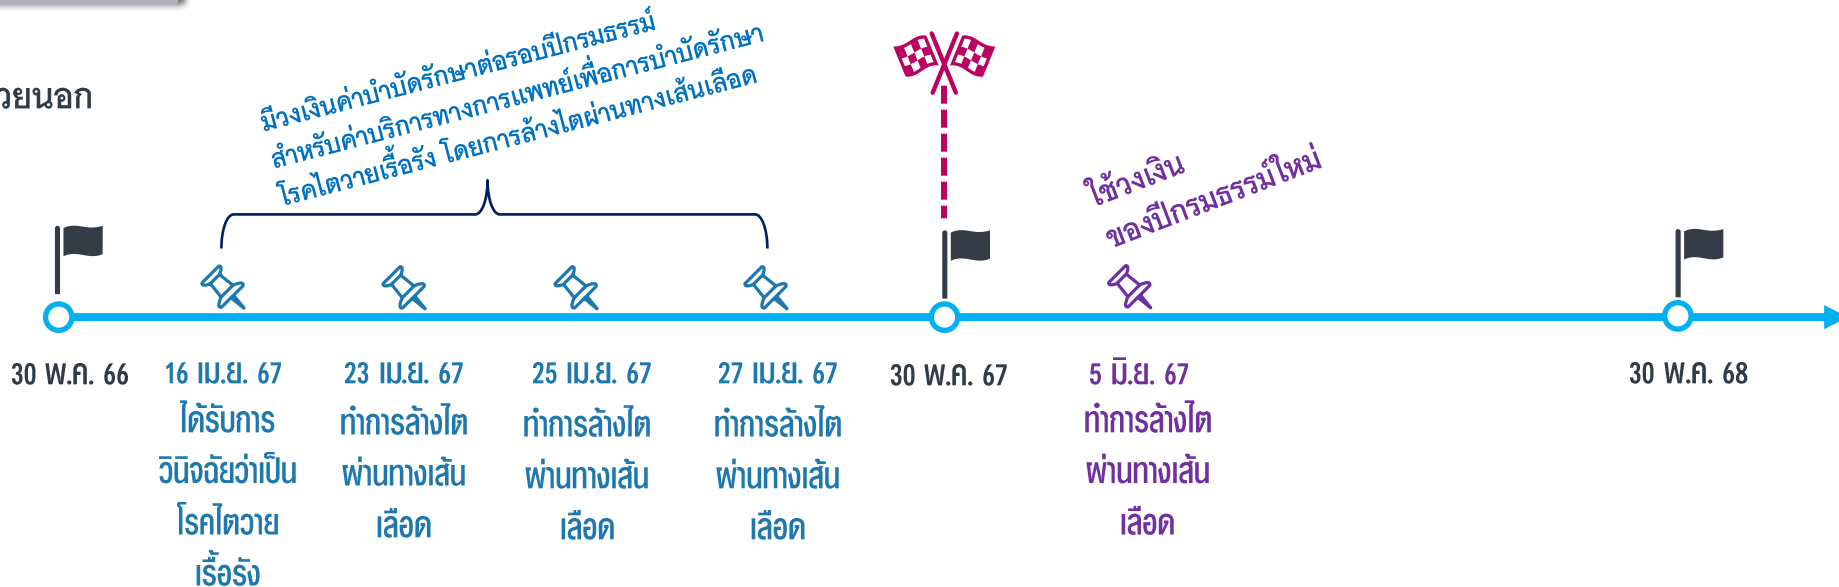 มีวงเงินค่าบำบัดรักษาต่อรอบปีกรมธรรม์
สำหรับค่าบริการทางการแพทย์เพื่อการบำบัดรักษา
โรคไตวายเรื้อรัง โดยการล้างไตผ่านทางเส้นเลือด
ใช้วงเงิน
ของปีกรมธรรม์ใหม่
30 พ.ค. 66
16 เม.ย. 67
ได้รับการ
วินิจฉัยว่าเป็น
โรคไตวาย
เรื้อรัง
23 เม.ย. 67
ทำการล้างไต
ผ่านทางเส้น
เลือด
25 เม.ย. 67
ทำการล้างไต
ผ่านทางเส้น
เลือด
27 เม.ย. 67
ทำการล้างไต
ผ่านทางเส้น
เลือด
30 พ.ค. 67
5 มิ.ย. 67
ทำการล้างไต
ผ่านทางเส้น
เลือด
30 พ.ค. 68